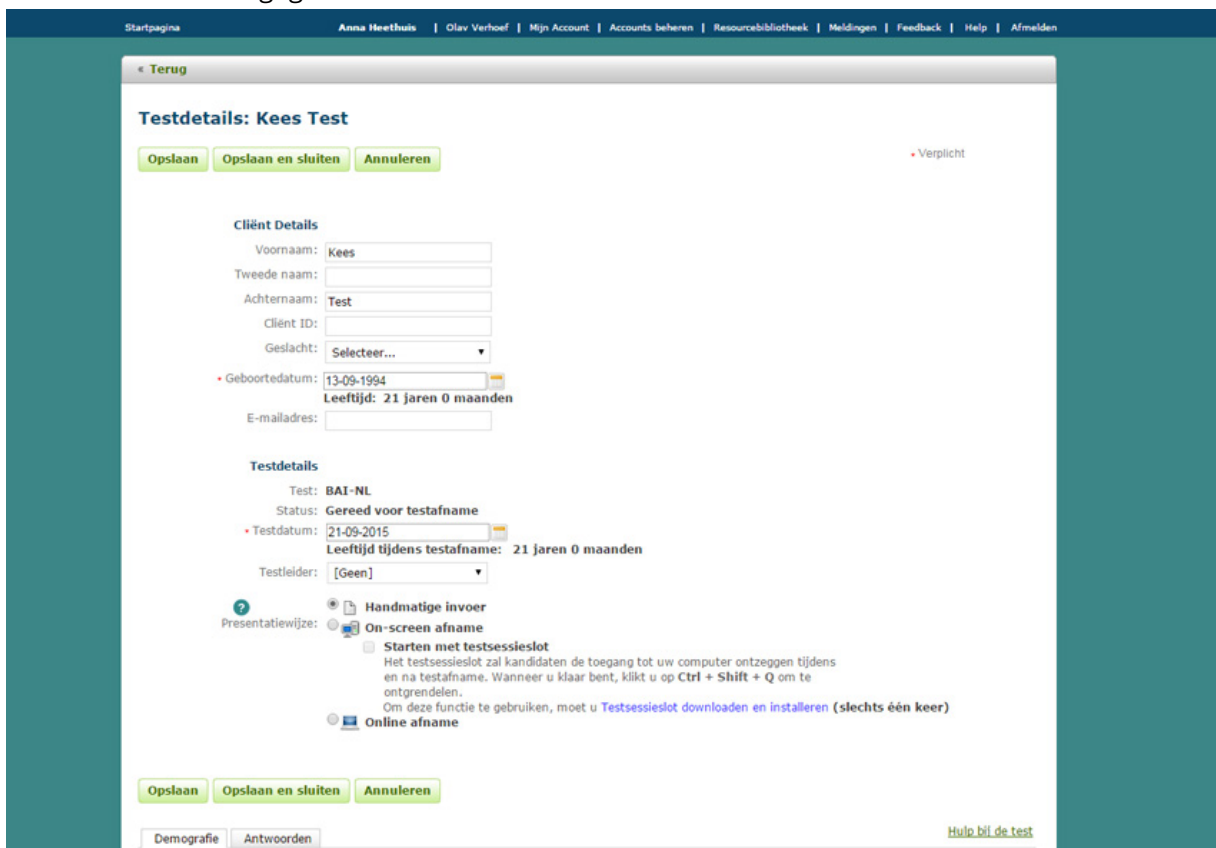 Startpagina Anna Heethuis | Olav Verhoef | Mijn Account | Accounts beheren | Resourcebibliotheek | Meldingen | Feedback | Help | Afmelden
« Terug
Testdetails: Kees Test
Opslaan Opslaan en sluiten Annuleren • Verplicht
Cliënt Details
Voornaam: Kees
Tweede naam:
Achternaam: Test
Cliënt ID:
Geslacht: Selecteer...
• Geboortedatum: 13-09-1994
Leeftijd: 21 jaren 0 maanden
E-mailadres:
Testdetails
Test: BAI-NL
Status: Gereed voor testafname
• Testdatum: 21-09-2015
Leeftijd tijdens testafname: 21 jaren 0 maanden
Testleider: [Geen]
? Handmatige invoer
Presentatiewijze: On-screen afname
Starten met testsessieslot
Het testsessieslot zal kandidaten de toegang tot uw computer ontzeggen tijdens
en na testafname. Wanneer u klaar bent, klikt u op Ctrl + Shift + Q om te
ontgrendelen.
Om deze functie te gebruiken, moet u Testsessieslot downloaden en installeren (slechts één keer)
Online afname
Opslaan Opslaan en sluiten Annuleren
Hulp bij de test
Demografie Antwoorden